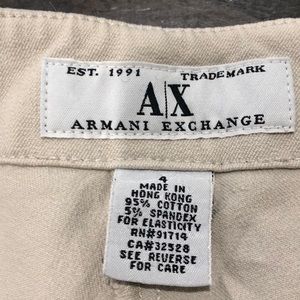 EST. 1991 TRADEMARK
A|X
ARMANI EXCHANGE
4
MADE IN
HONG KONG
95% COTTON
5% SPANDEX
FOR ELASTICITY
RN#91714
CA#32528
SEE REVERSE
FOR CARE